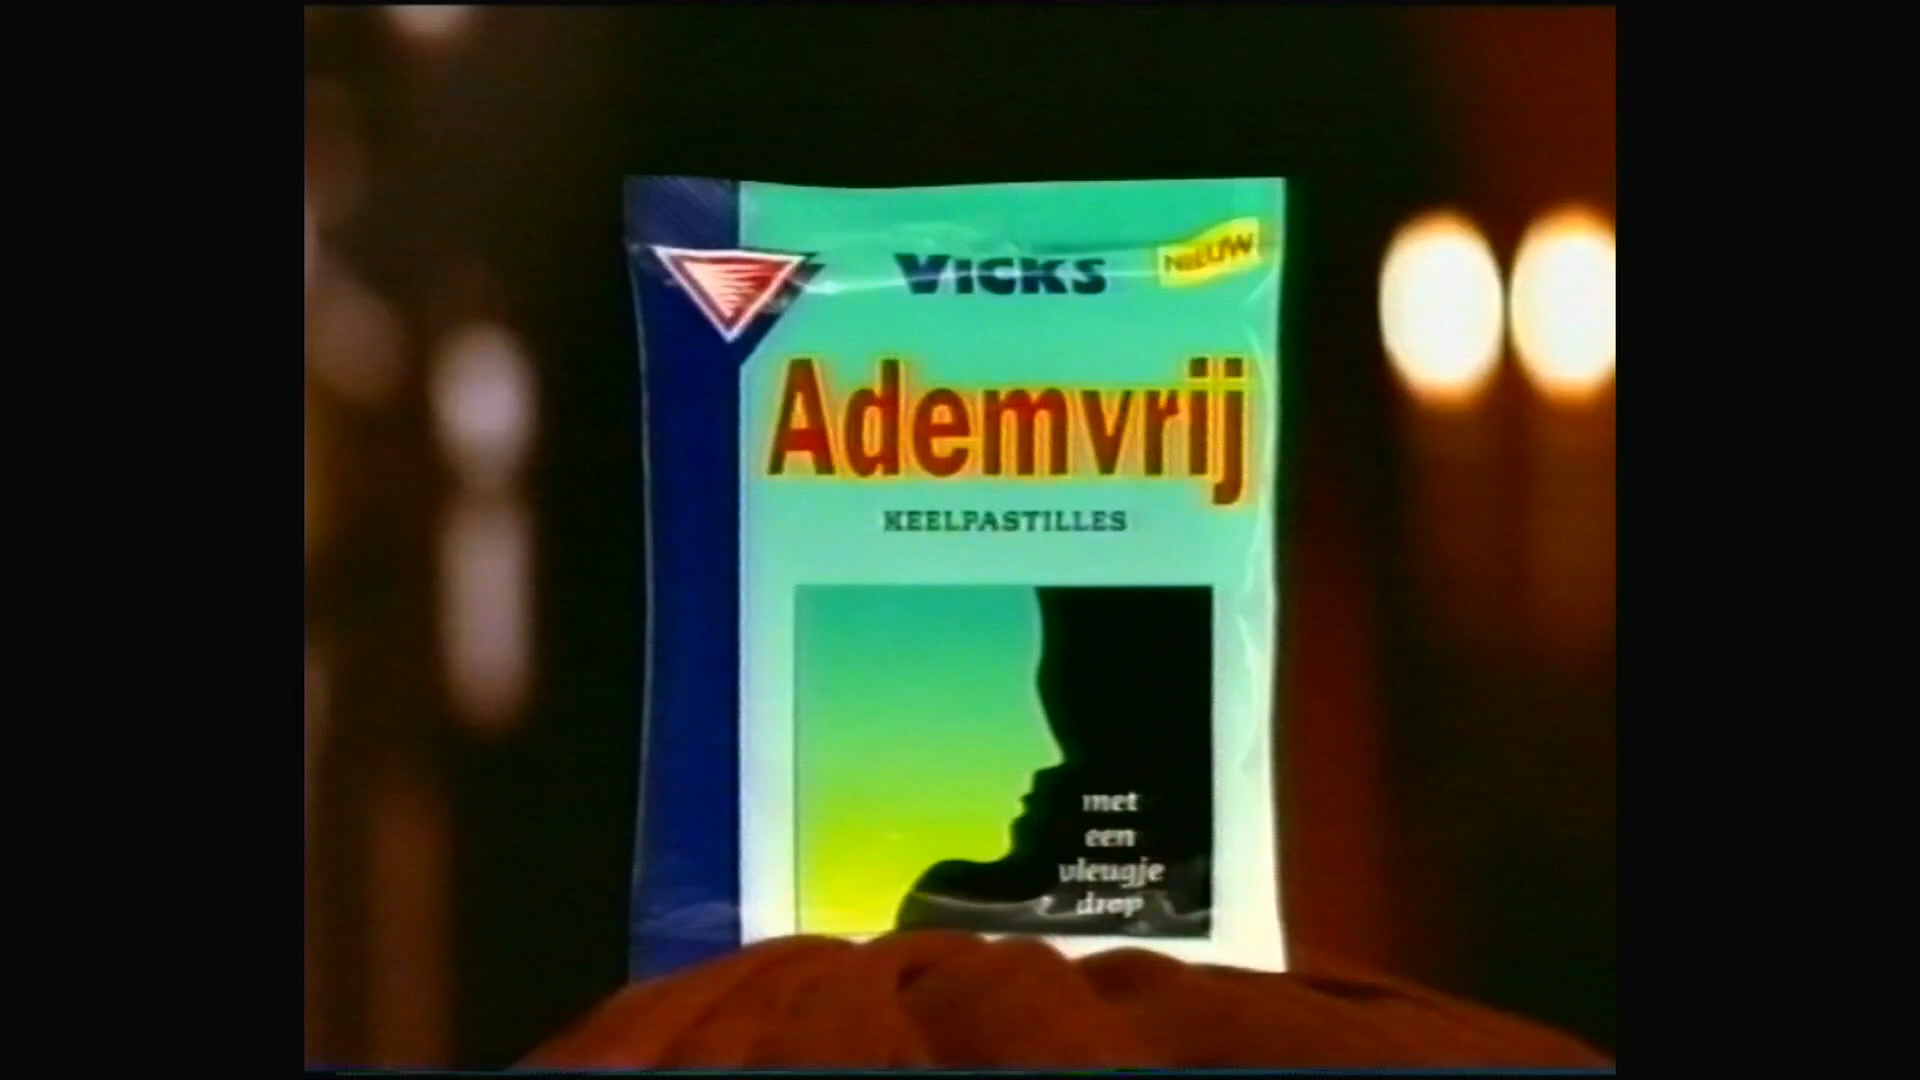 VICKS
NIEUW
Ademvrij
KEELPASTILLES
met
een
vleugje
drop